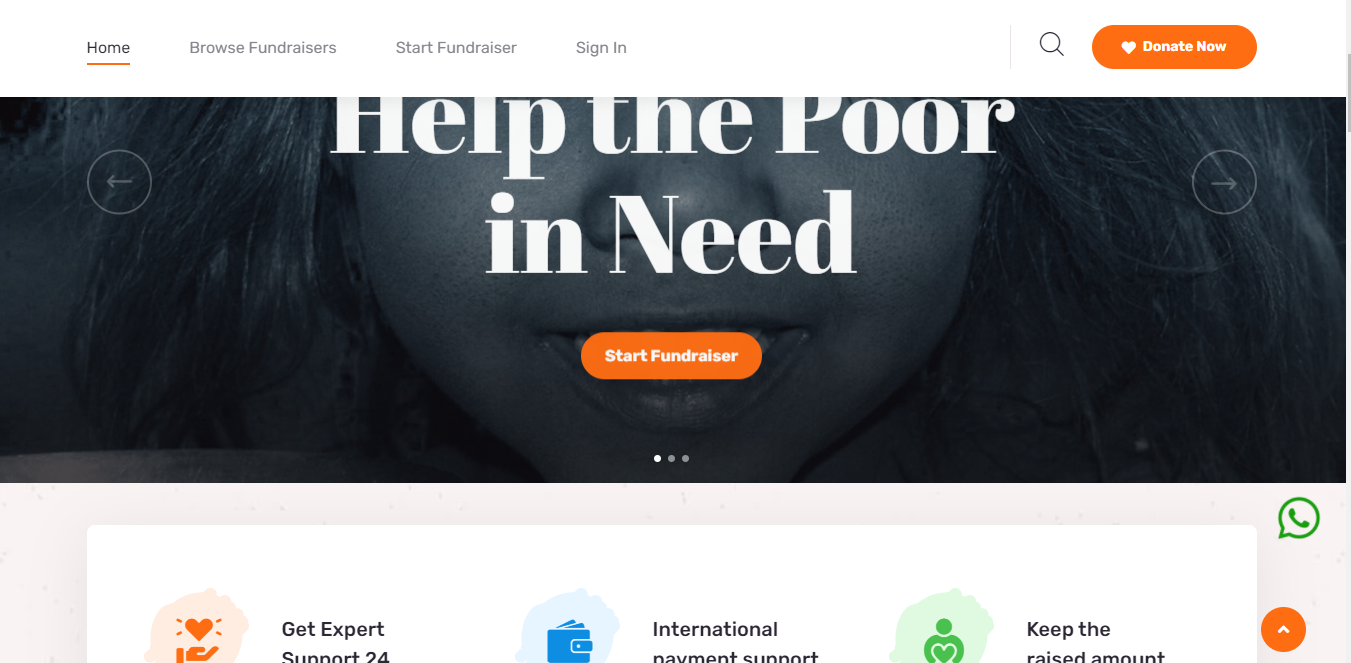 Home Browse Fundraisers Start Fundraiser Sign In Donate Now
Help the Poor
in Need
Start Fundraiser
Get Expert International Keep the
Support 24 payment support raised amount